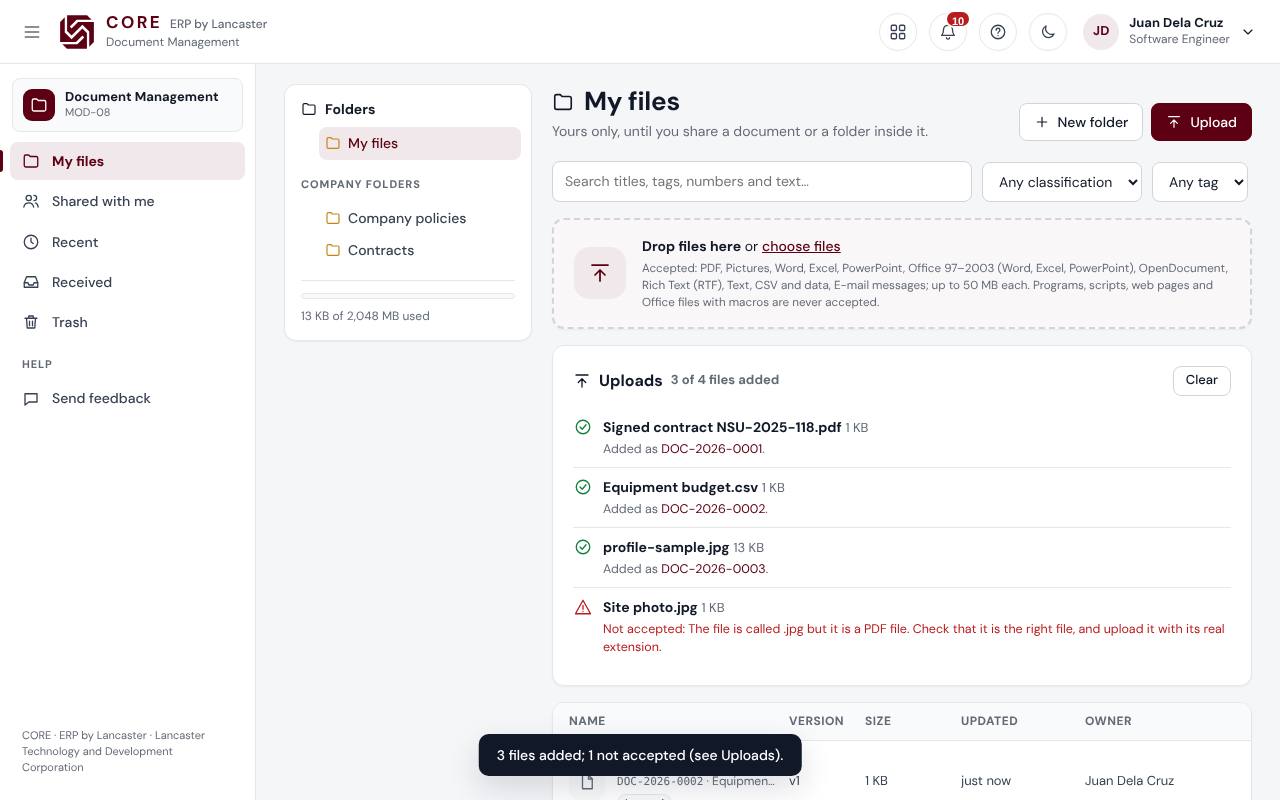 CORE ERP by Lancaster
Document Management
10
JD
Juan Dela Cruz
Software Engineer
Document Management
MOD-08
My files
Shared with me
Recent
Received
Trash
HELP
Send feedback
CORE · ERP by Lancaster · Lancaster
Technology and Development
Corporation
Folders
My files
COMPANY FOLDERS
Company policies
Contracts
13 KB of 2,048 MB used
My files
Yours only, until you share a document or a folder inside it.
New folder
Upload
Search titles, tags, numbers and text…
Any classification
Any tag
Drop files here or choose files
Accepted: PDF, Pictures, Word, Excel, PowerPoint, Office 97–2003 (Word, Excel, PowerPoint), OpenDocument,
Rich Text (RTF), Text, CSV and data, E-mail messages; up to 50 MB each. Programs, scripts, web pages and
Office files with macros are never accepted.
Uploads 3 of 4 files added
Clear
Signed contract NSU-2025-118.pdf 1 KB
Added as DOC-2026-0001.
Equipment budget.csv 1 KB
Added as DOC-2026-0002.
profile-sample.jpg 13 KB
Added as DOC-2026-0003.
Site photo.jpg 1 KB
Not accepted: The file is called .jpg but it is a PDF file. Check that it is the right file, and upload it with its real
extension.
NAME VERSION SIZE UPDATED OWNER
3 files added; 1 not accepted (see Uploads).
DOC-2026-0002 · Equipmen… v1 1 KB just now Juan Dela Cruz